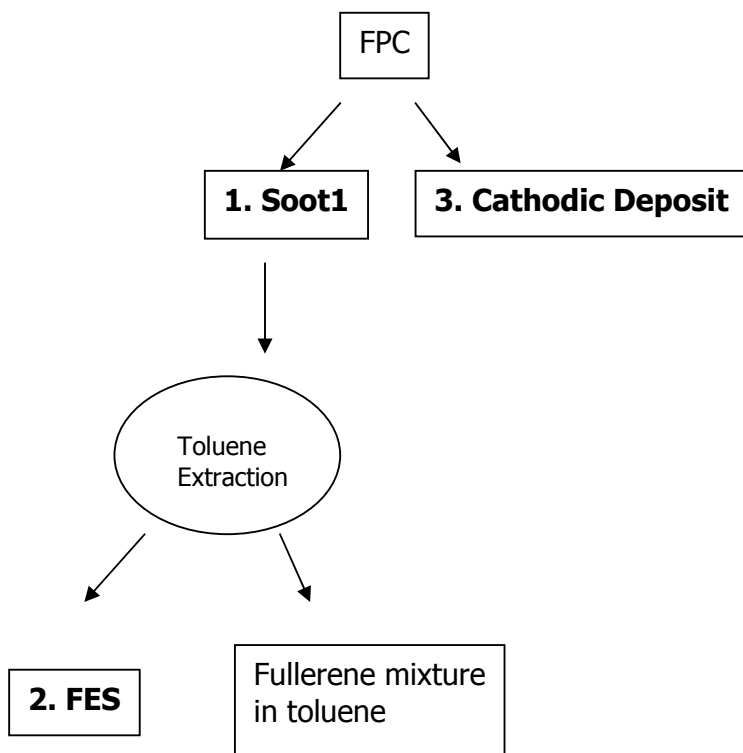 FPC
1. Soot1
3. Cathodic Deposit
Toluene
Extraction
2. FES
Fullerene mixture
in toluene